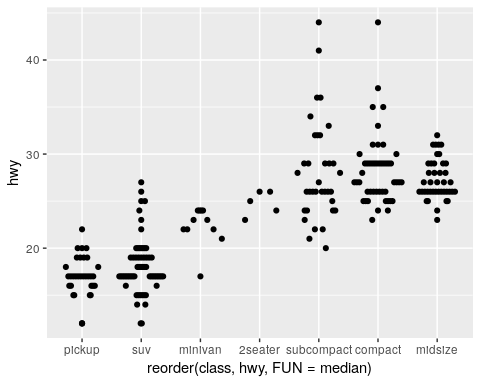 40
30
20
hwy
pickup suv minivan 2seater subcompact compact midsize
reorder(class, hwy, FUN = median)